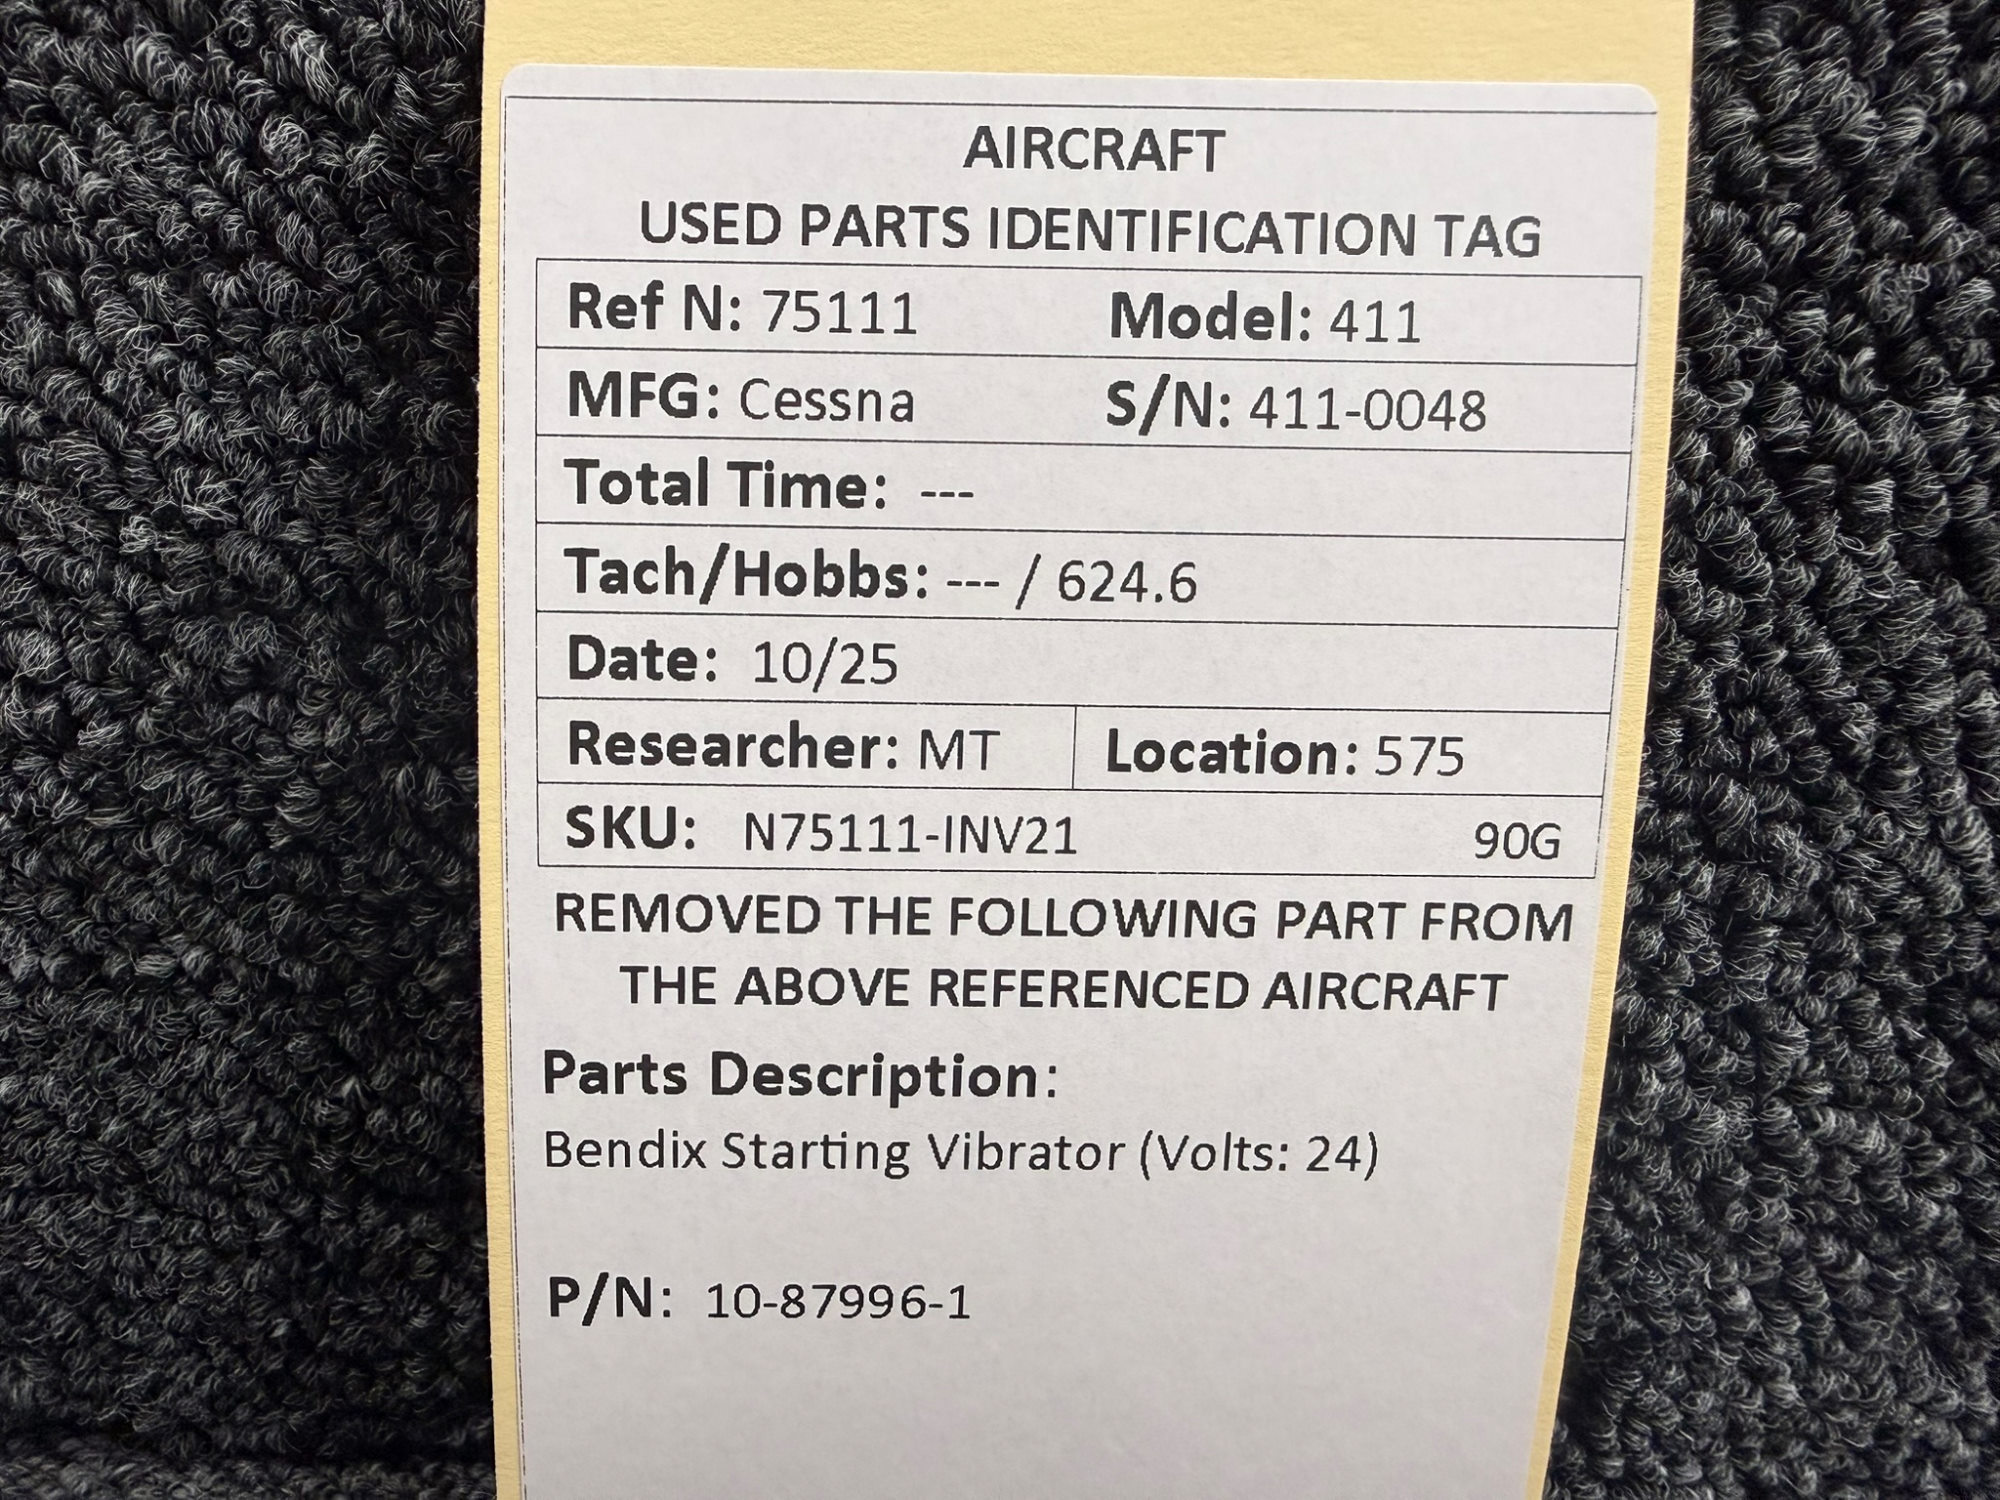 AIRCRAFT
USED PARTS IDENTIFICATION TAG
Ref N: 75111 Model: 411
MFG: Cessna S/N: 411-0048
Total Time: ---
Tach/Hobbs: --- / 624.6
Date: 10/25
Researcher: MT Location: 575
SKU: N75111-INV21 90G
REMOVED THE FOLLOWING PART FROM
THE ABOVE REFERENCED AIRCRAFT
Parts Description:
Bendix Starting Vibrator (Volts: 24)
P/N: 10-87996-1